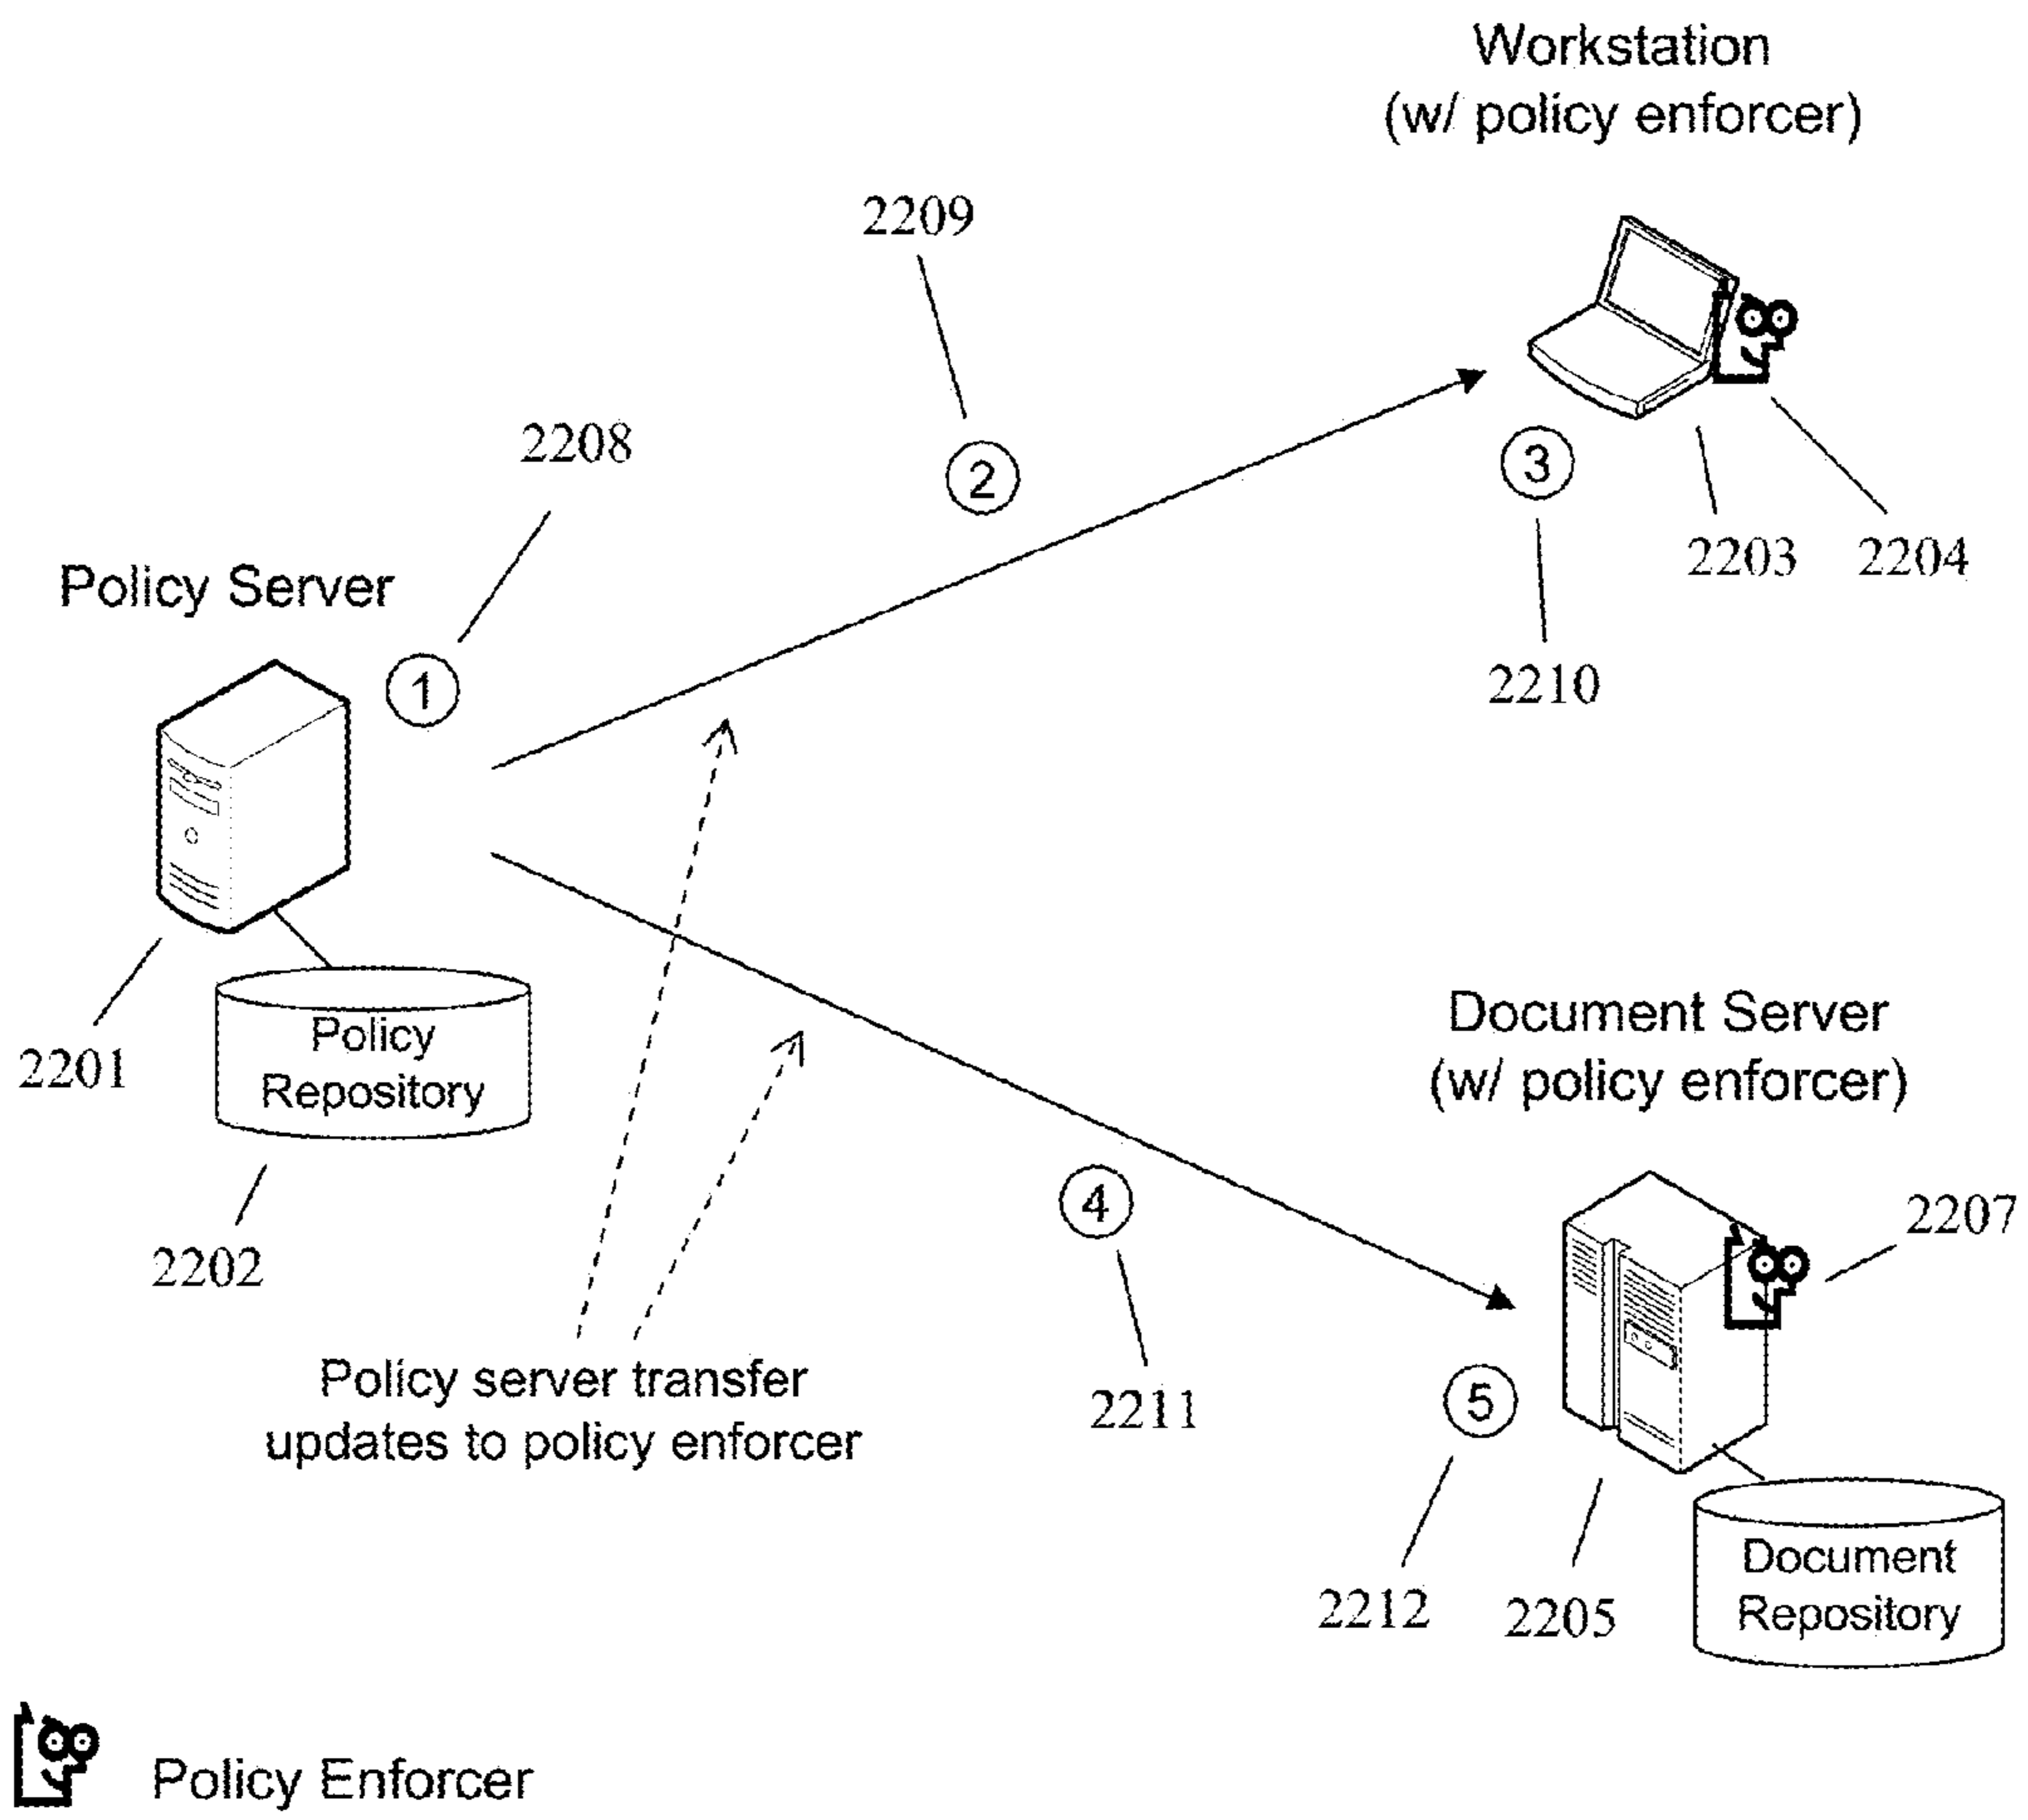 Workstation
(w/ policy enforcer)
2209
2208
2
3
2203
2204
Policy Server
1
2210
2201
Policy
Repository
2202
Document Server
(w/ policy enforcer)
4
2207
Policy server transfer
updates to policy enforcer
2211
5
2212
2205
Document
Repository
Policy Enforcer